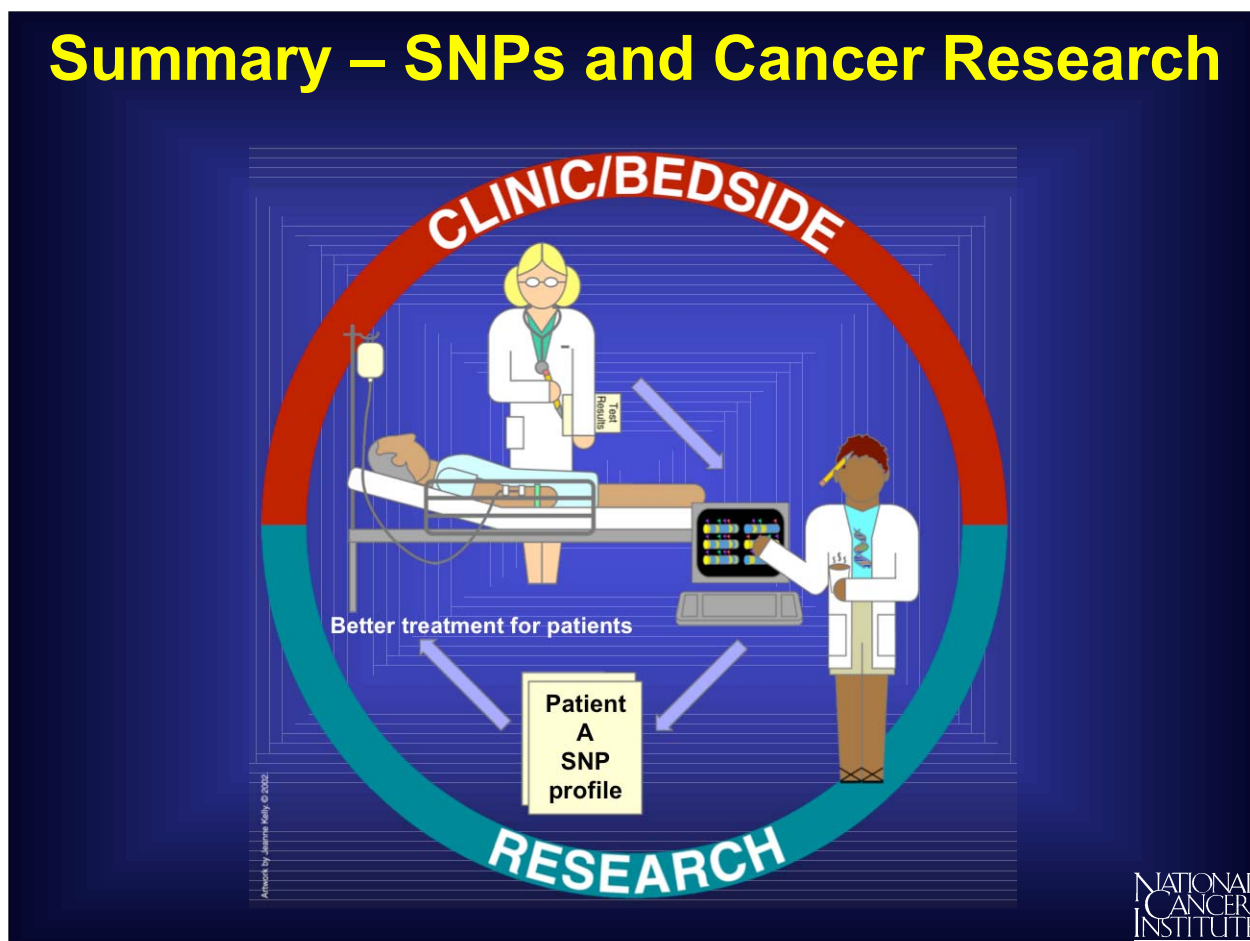 Summary – SNPs and Cancer Research
CLINIC/BEDSIDE
Test
Results
Better treatment for patients
Patient
A
SNP
profile
RESEARCH
Artwork by Jeanne Kelly. © 2002.
NATIONAL
CANCER
INSTITUTE